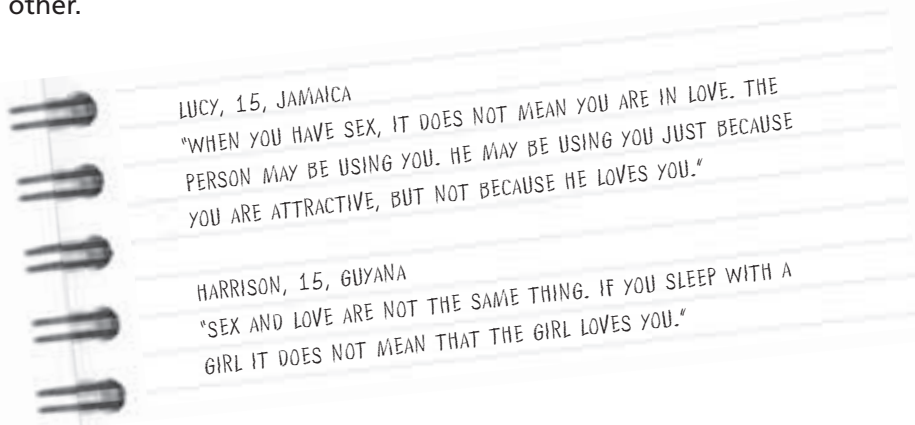 other.
LUCY, 15, JAMAICA
"WHEN YOU HAVE SEX, IT DOES NOT MEAN YOU ARE IN LOVE. THE
PERSON MAY BE USING YOU. HE MAY BE USING YOU JUST BECAUSE
YOU ARE ATTRACTIVE, BUT NOT BECAUSE HE LOVES YOU."
HARRISON, 15, GUYANA
"SEX AND LOVE ARE NOT THE SAME THING. IF YOU SLEEP WITH A
GIRL IT DOES NOT MEAN THAT THE GIRL LOVES YOU."